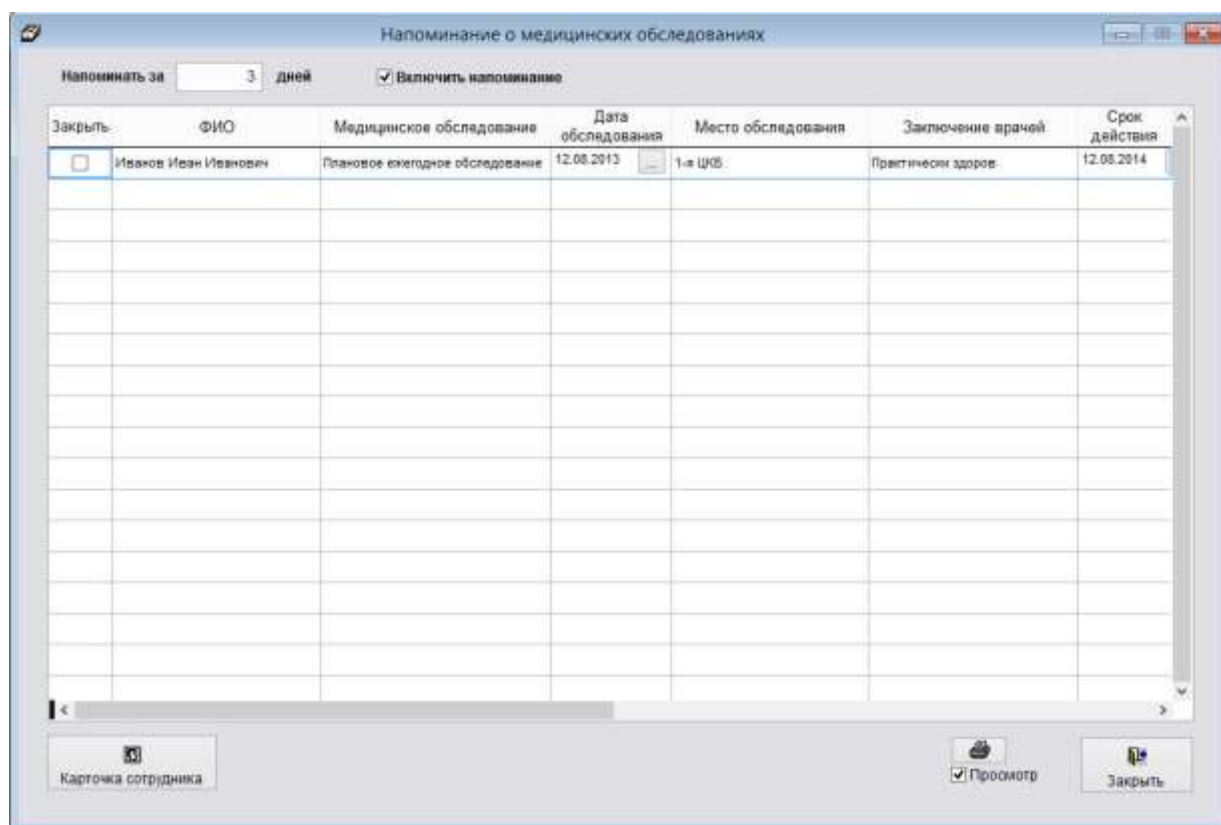 Напоминание о медицинских обследованиях
Напоминать за 3 дней Включить напоминание
Закрыть ФИО Медицинское обследование Дата обследования Место обследования Заключение врачей Срок действия
Иванов Иван Иванович Плановое ежегодное обследование 12.08.2013 ... 1-я ЦКБ Практически здоров 12.08.2014
Карточка сотрудника
Просмотр
Закрыть